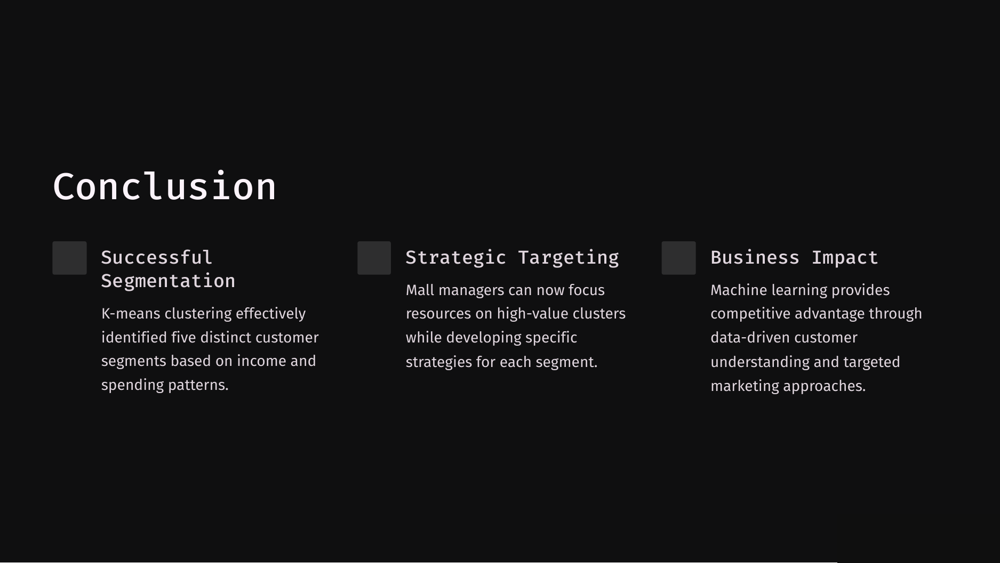 Conclusion
Successful
Segmentation
K-means clustering effectively
identified five distinct customer
segments based on income and
spending patterns.
Strategic Targeting
Mall managers can now focus
resources on high-value clusters
while developing specific
strategies for each segment.
Business Impact
Machine learning provides
competitive advantage through
data-driven customer
understanding and targeted
marketing approaches.